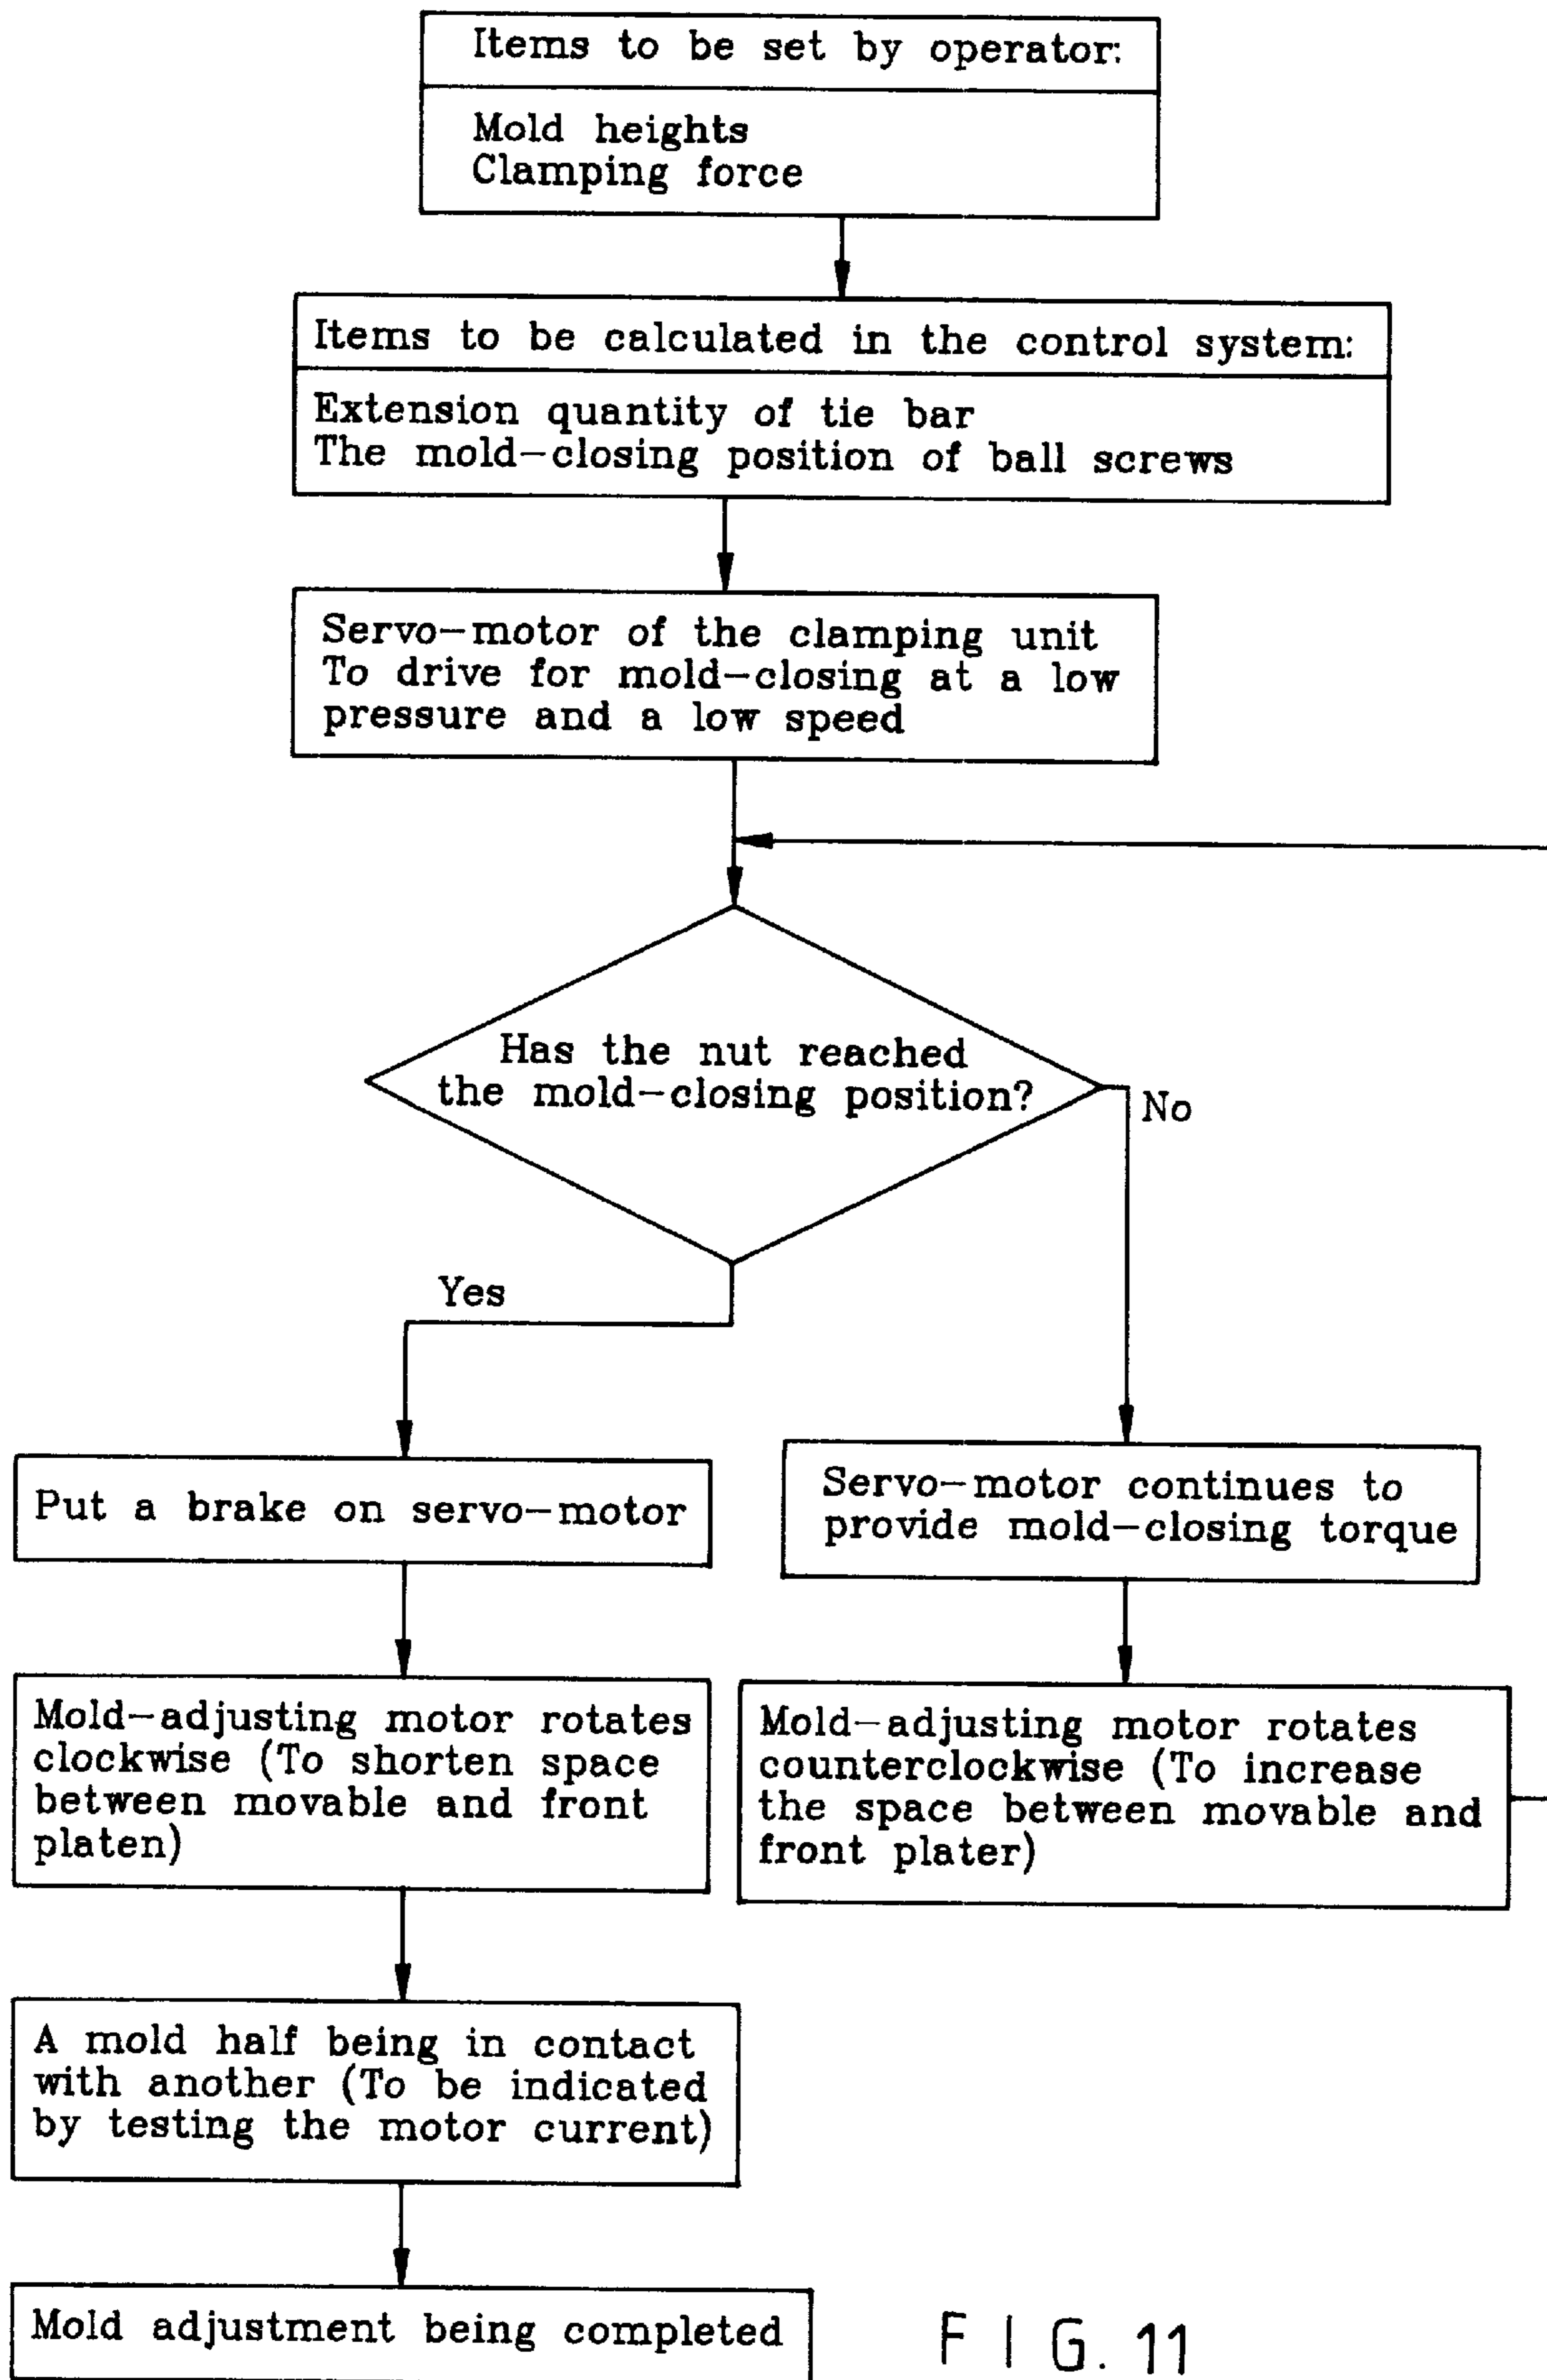 Items to be set by operator:
Mold heights
Clamping force
Items to be calculated in the control system:
Extension quantity of tie bar
The mold-closing position of ball screws
Servo-motor of the clamping unit
To drive for mold-closing at a low
pressure and a low speed
Has the nut reached
the mold-closing position?
No
Yes
Put a brake on servo-motor
Servo-motor continues to
provide mold-closing torque
Mold-adjusting motor rotates
clockwise (To shorten space
between movable and front
platen)
Mold-adjusting motor rotates
counterclockwise (To increase
the space between movable and
front plater)
A mold half being in contact
with another (To be indicated
by testing the motor current)
Mold adjustment being completed
FIG. 11